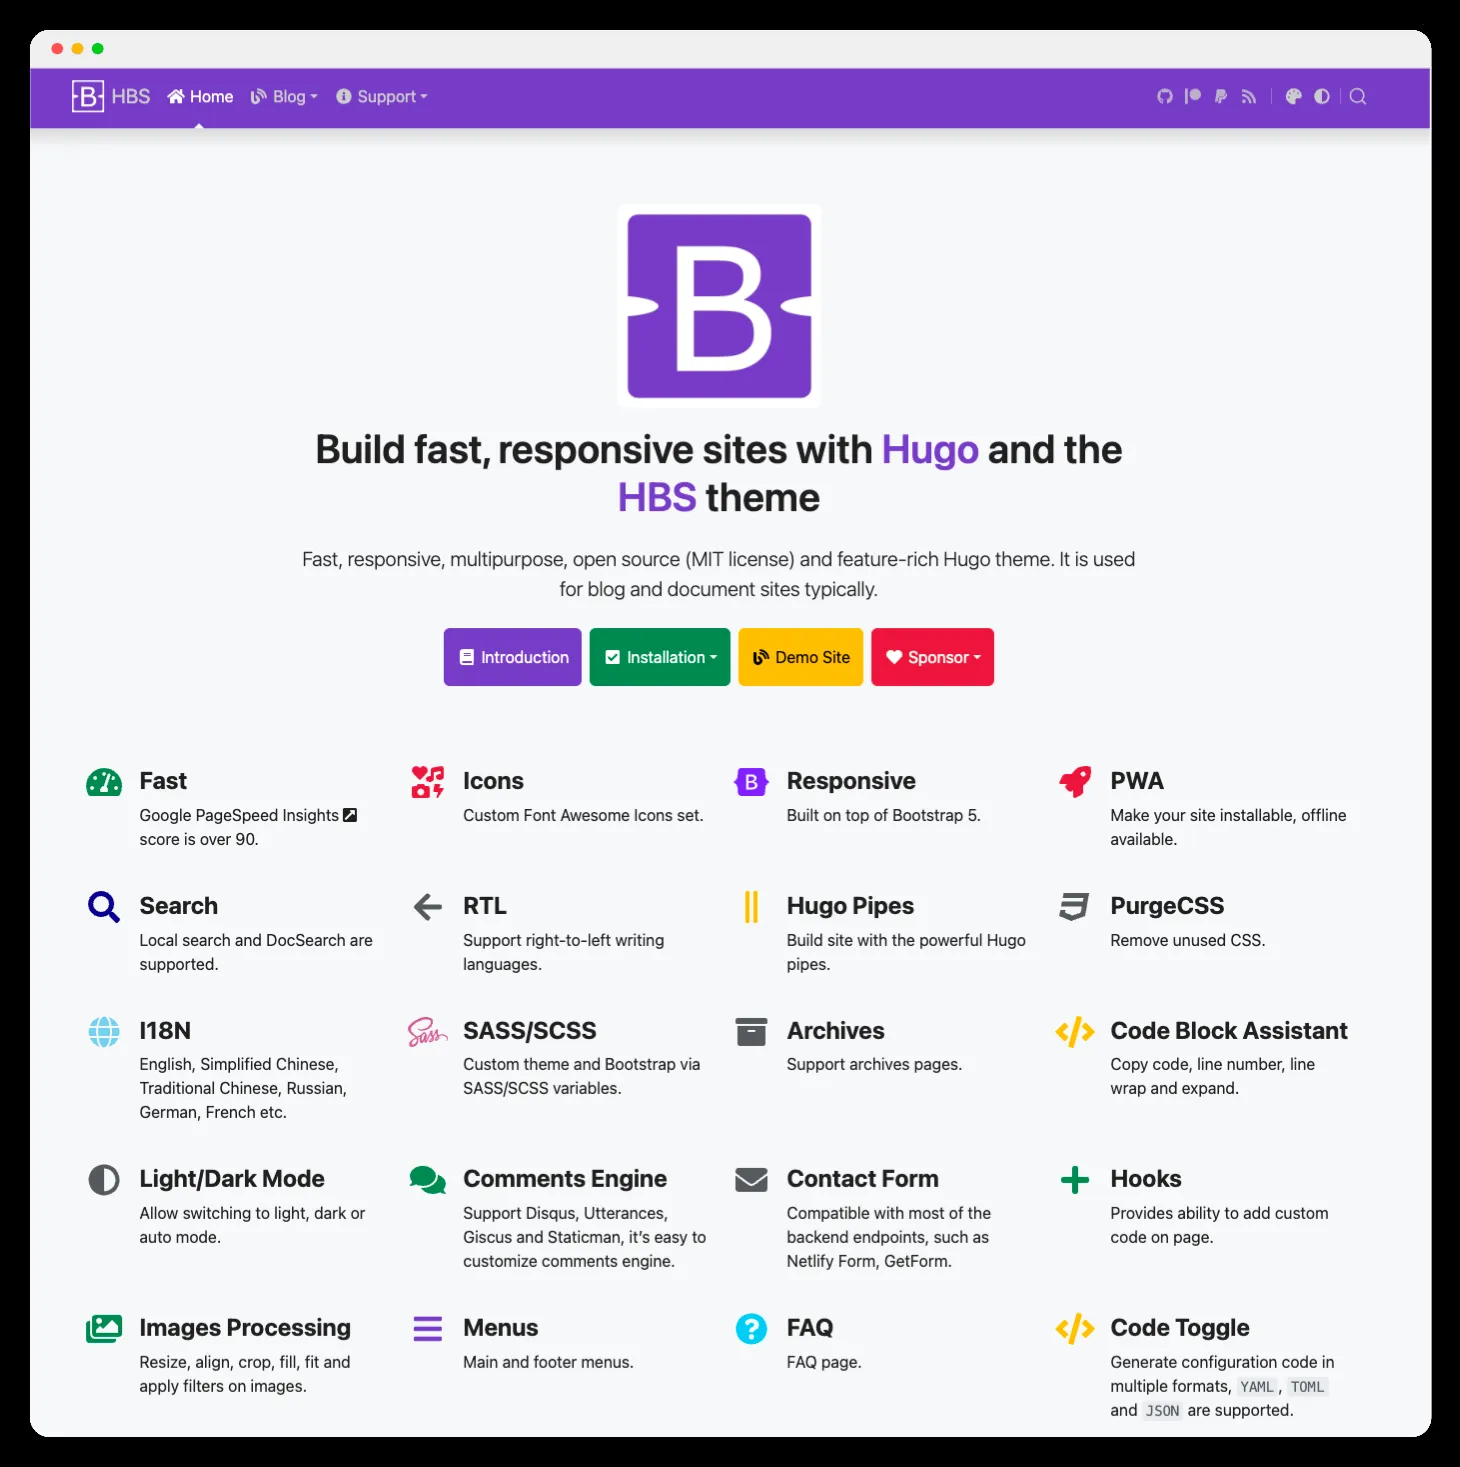 B HBS Home Blog Support
B
Build fast, responsive sites with Hugo and the
HBS theme
Fast, responsive, multipurpose, open source (MIT license) and feature-rich Hugo theme. It is used
for blog and document sites typically.
Introduction Installation Demo Site Sponsor
Fast
Google PageSpeed Insights
score is over 90.
Icons
Custom Font Awesome Icons set.
B
Responsive
Built on top of Bootstrap 5.
PWA
Make your site installable, offline
available.
Search
Local search and DocSearch are
supported.
RTL
Support right-to-left writing
languages.
Hugo Pipes
Build site with the powerful Hugo
pipes.
PurgeCSS
Remove unused CSS.
I18N
English, Simplified Chinese,
Traditional Chinese, Russian,
German, French etc.
Sass
SASS/SCSS
Custom theme and Bootstrap via
SASS/SCSS variables.
Archives
Support archives pages.
</>
Code Block Assistant
Copy code, line number, line
wrap and expand.
Light/Dark Mode
Allow switching to light, dark or
auto mode.
Comments Engine
Support Disqus, Utterances,
Giscus and Staticman, it's easy to
customize comments engine.
Contact Form
Compatible with most of the
backend endpoints, such as
Netlify Form, GetForm.
Hooks
Provides ability to add custom
code on page.
Images Processing
Resize, align, crop, fill, fit and
apply filters on images.
Menus
Main and footer menus.
?
FAQ
FAQ page.
</>
Code Toggle
Generate configuration code in
multiple formats, YAML, TOML
and JSON are supported.